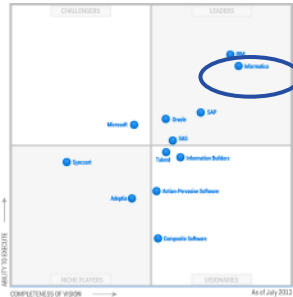 CHALLENGERS
LEADERS
IBM
Informatica
SAP
Oracle
Microsoft
SAS
Talend
Information Builders
Syncsort
Adeptia
Action-Pervasive Software
Composite Software
NICHE PLAYERS
VISIONARIES
ABILITY TO EXECUTE
COMPLETENESS OF VISION
As of July 2013